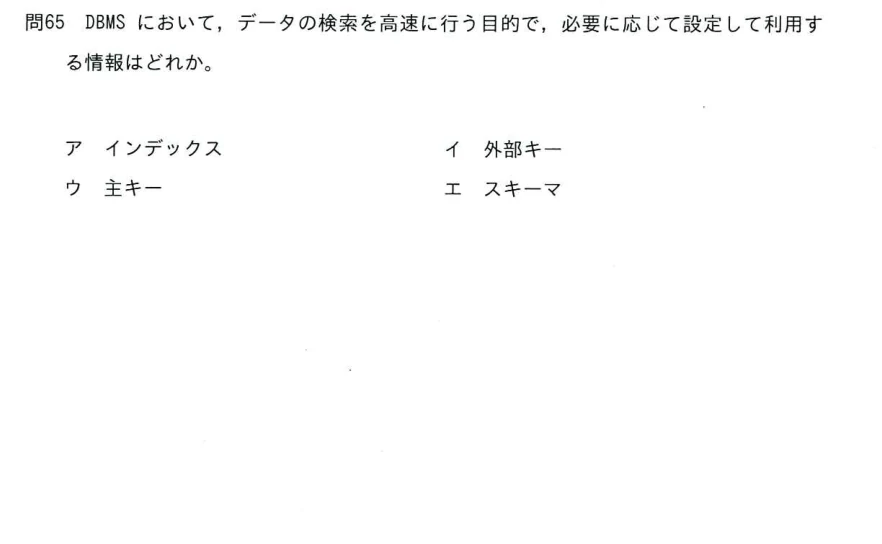 問65　DBMS において，データの検索を高速に行う目的で，必要に応じて設定して利用す
る情報はどれか。
ア　インデックス　イ　外部キー
ウ　主キー　エ　スキーマ